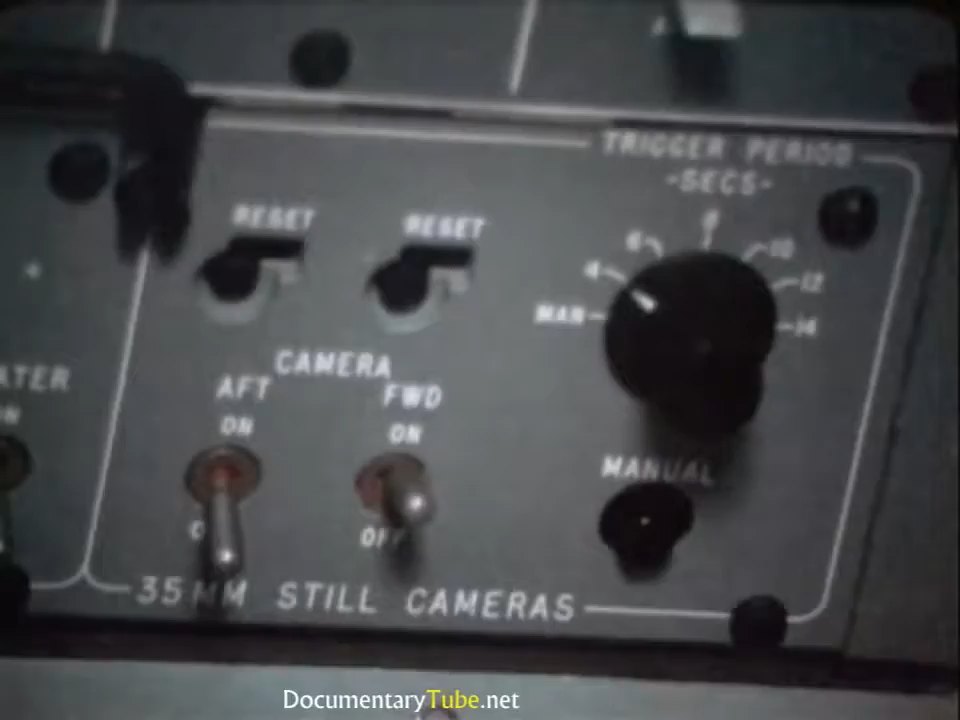 TRIGGER PERIOD
-SECS-
RESET RESET
8
6 10
4 12
MAN 14
CAMERA
AFT FWD
ON ON
MANUAL
OFF
35MM STILL CAMERAS
DocumentaryTube.net